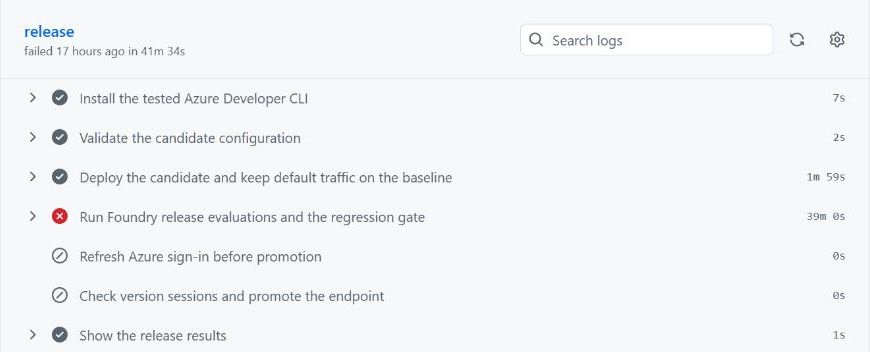 release
failed 17 hours ago in 41m 34s
Search logs
Install the tested Azure Developer CLI 7s
Validate the candidate configuration 2s
Deploy the candidate and keep default traffic on the baseline 1m 59s
Run Foundry release evaluations and the regression gate 39m 0s
Refresh Azure sign-in before promotion 0s
Check version sessions and promote the endpoint 0s
Show the release results 1s